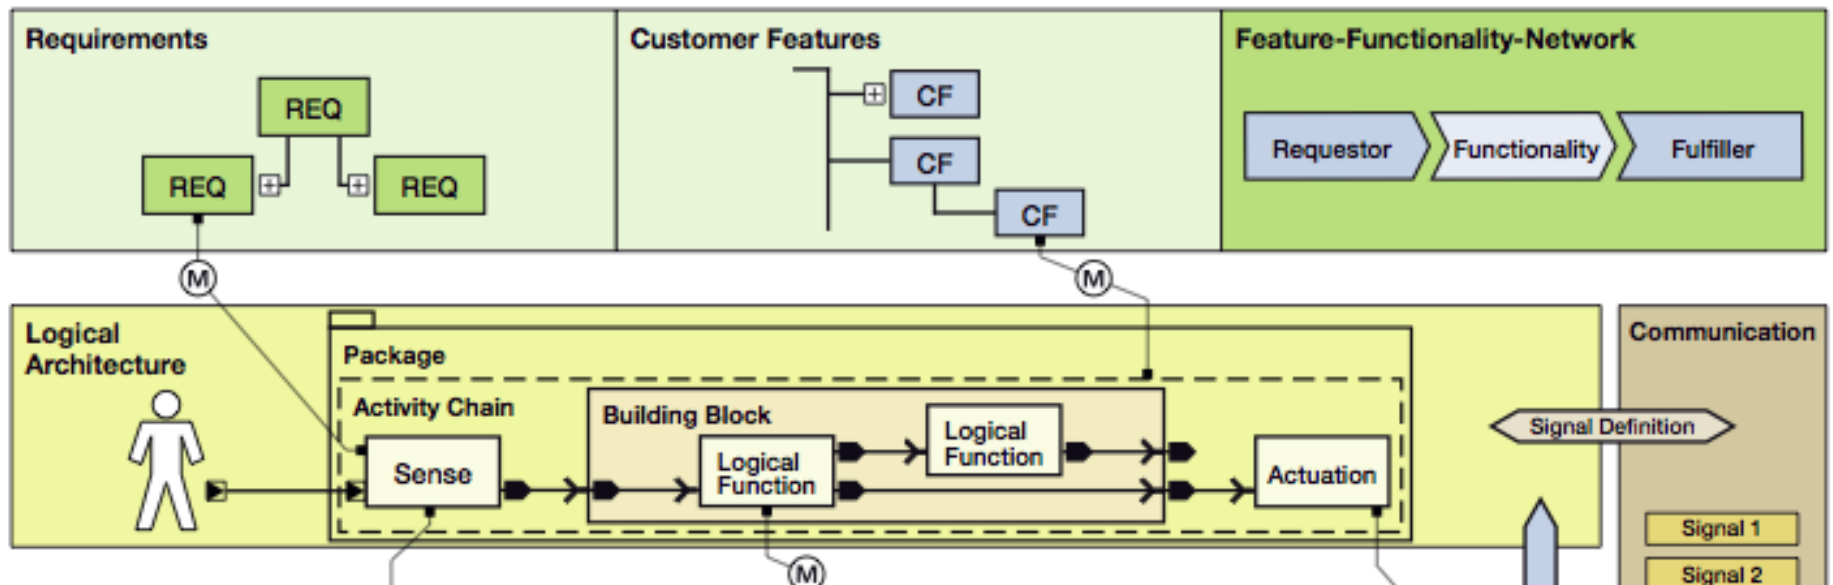 Requirements
REQ
REQ
REQ
M
Customer Features
CF
CF
CF
M
Feature-Functionality-Network
Requestor
Functionality
Fulfiller
Logical
Architecture
Package
Activity Chain
Sense
Building Block
Logical
Function
Logical
Function
Actuation
M
Communication
Signal Definition
Signal 1
Signal 2